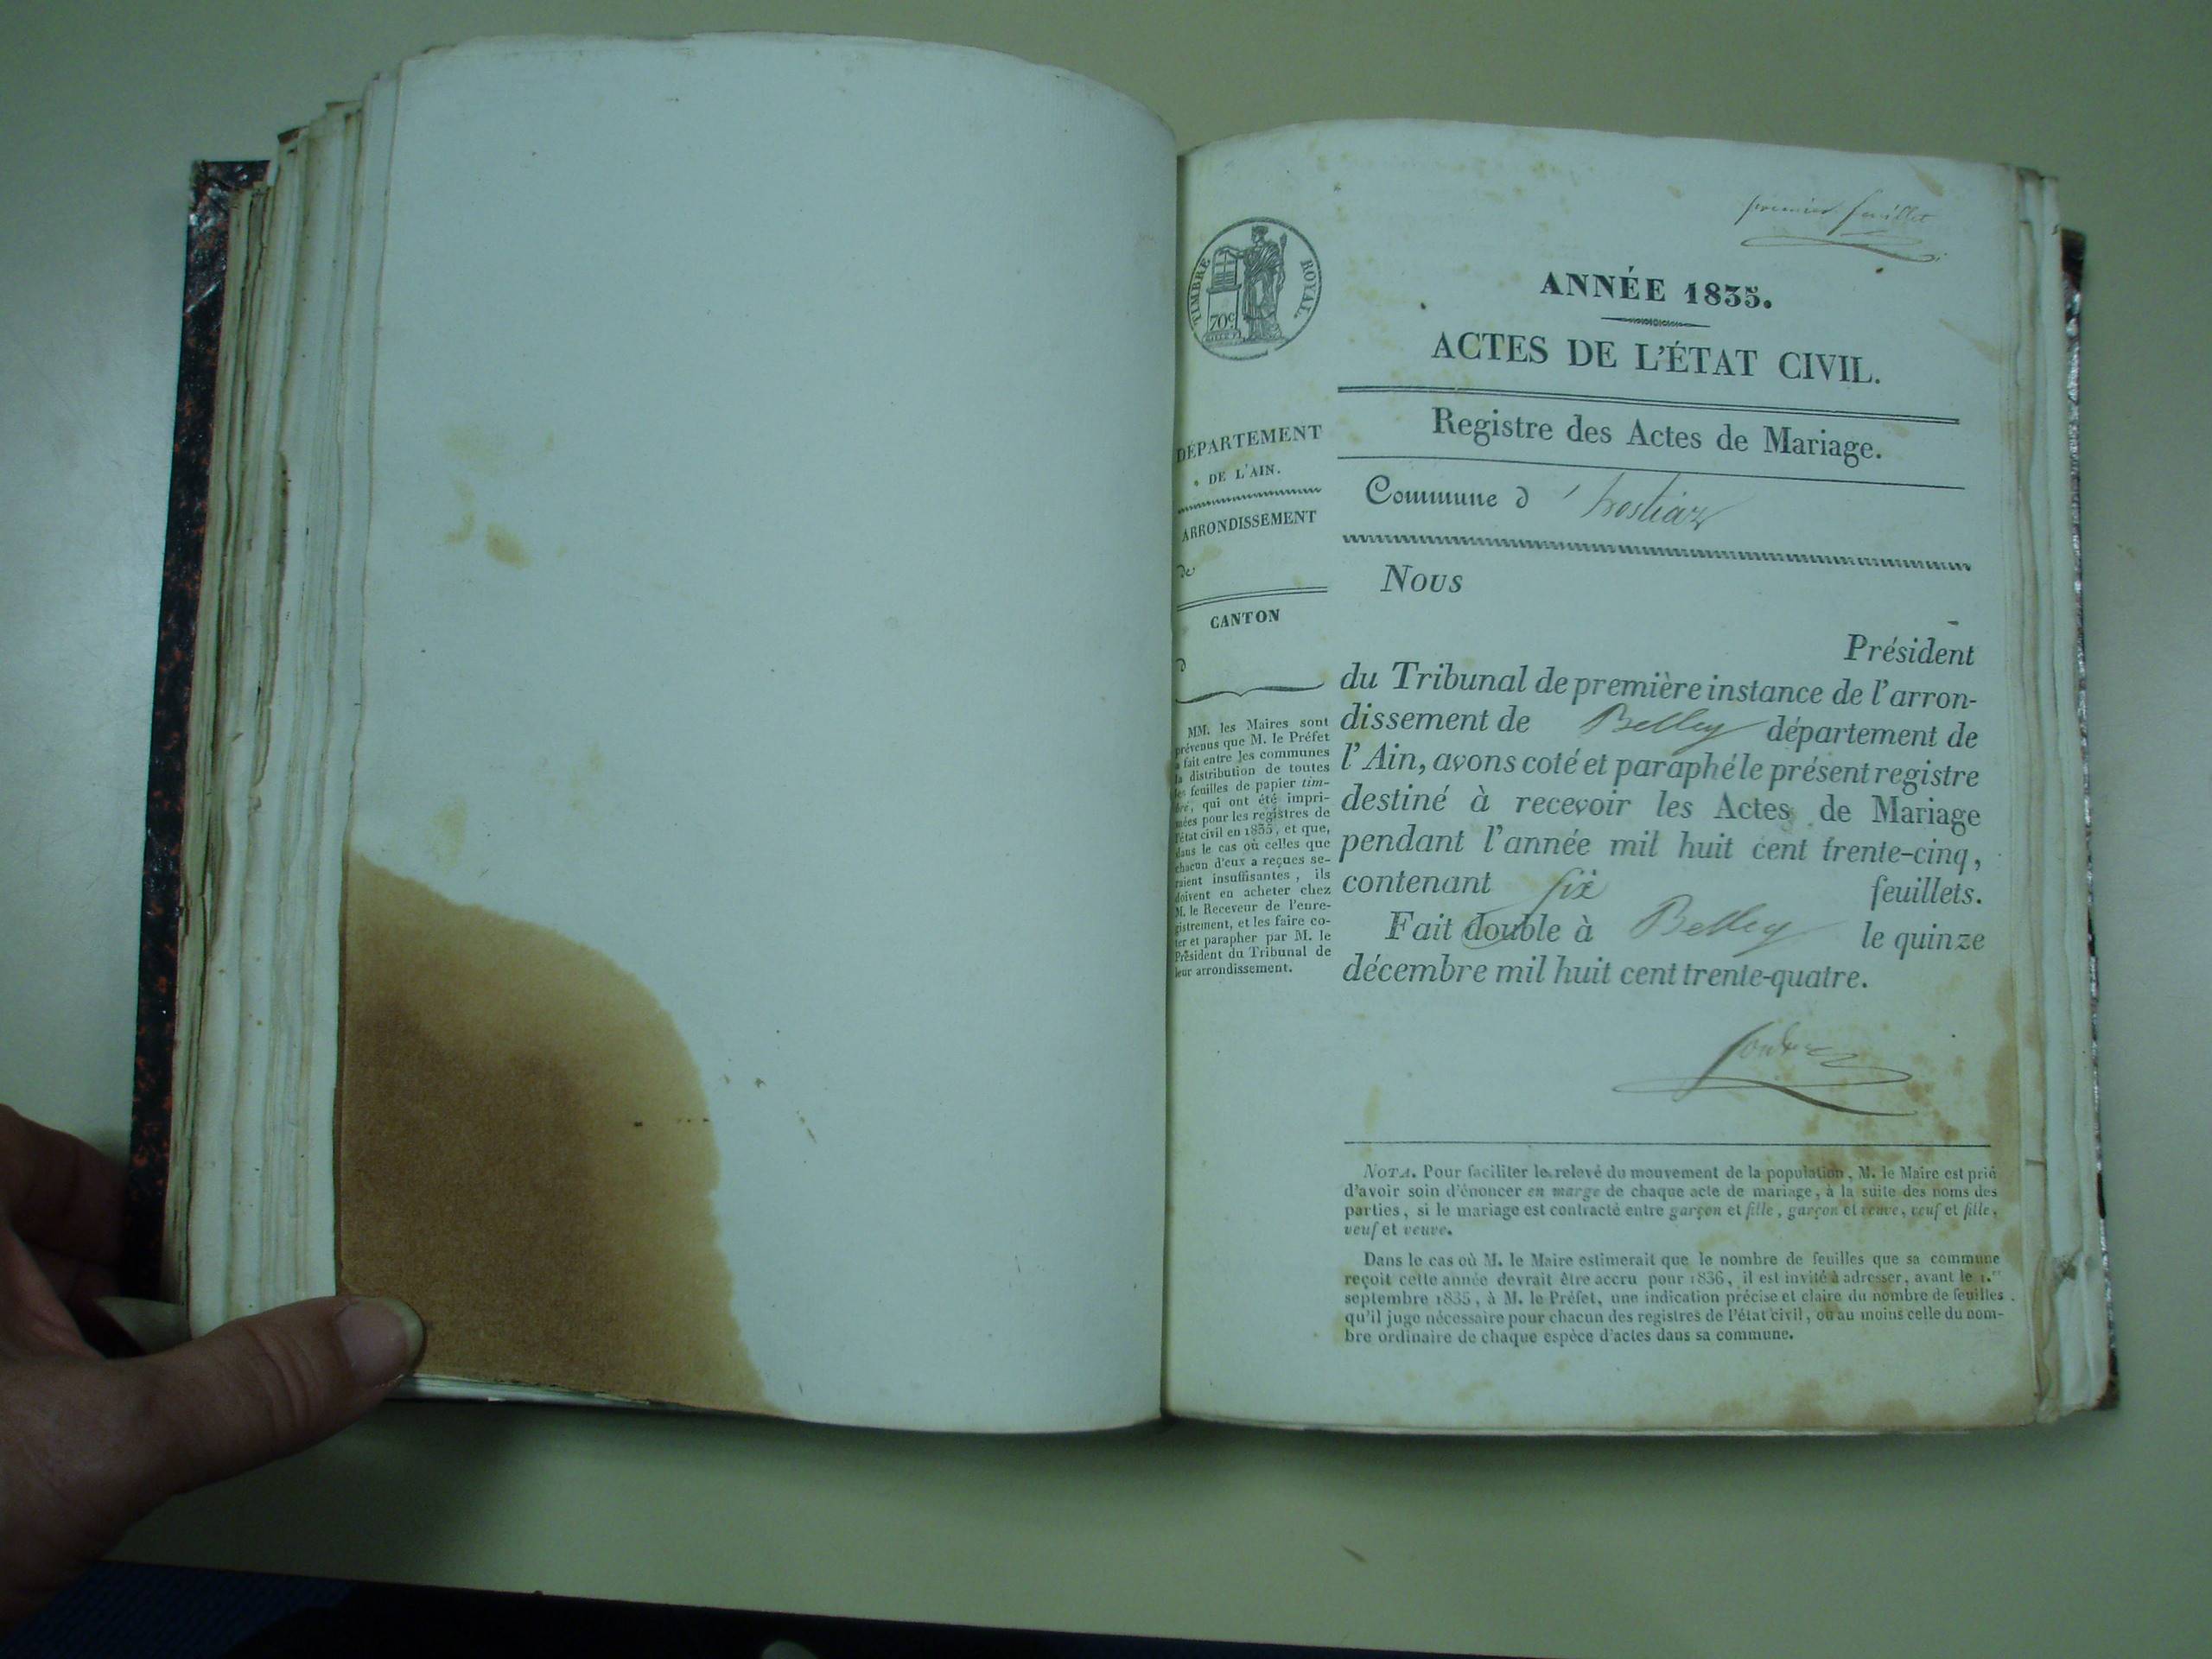 premier feuillet
TIMBRE ROYAL.
70c
ANNÉE 1835.
ACTES DE L'ÉTAT CIVIL.
Registre des Actes de Mariage.
Commune d'hostiaz
DÉPARTEMENT
DE L'AIN.
ARRONDISSEMENT
de
CANTON
d
MM. les Maires sont
prévenus que M. le Préfet
a fait entre les communes
la distribution de toutes
les feuilles de papier tim-
bré, qui ont été impri-
mées pour les registres de
l'état civil en 1835, et que,
dans le cas où celles que
chacun d'eux a reçues se-
raient insuffisantes, ils
doivent en acheter chez
M. le Receveur de l'enre-
gistrement, et les faire co-
ter et parapher par M. le
Président du Tribunal de
leur arrondissement.
Nous
Président
du Tribunal de première instance de l'arron-
dissement de Belley département de
l'Ain, avons coté et paraphé le présent registre
destiné à recevoir les Actes de Mariage
pendant l'année mil huit cent trente-cinq,
contenant six feuillets.
Fait double à Belley le quinze
décembre mil huit cent trente-quatre.
NOTA. Pour faciliter le relevé du mouvement de la population, M. le Maire est prié
d'avoir soin d'énoncer en marge de chaque acte de mariage, à la suite des noms des
parties, si le mariage est contracté entre garçon et fille, garçon et veuve, veuf et fille,
veuf et veuve.
Dans le cas où M. le Maire estimerait que le nombre de feuilles que sa commune
reçoit cette année devrait être accru pour 1836, il est invité à adresser, avant le 1.er
septembre 1835, à M. le Préfet, une indication précise et claire du nombre de feuilles
qu'il juge nécessaire pour chacun des registres de l'état civil, ou au moins celle du nom-
bre ordinaire de chaque espèce d'actes dans sa commune.